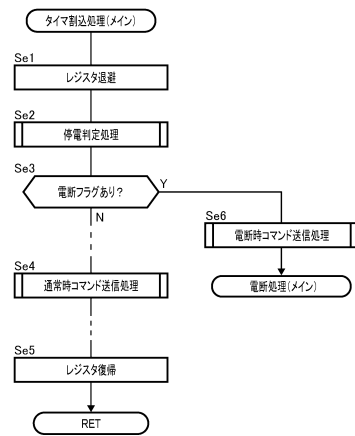 タイマ割込処理(メイン)
Se1
レジスタ退避
Se2
停電判定処理
Se3
電断フラグあり?
Y
N
Se6
電断時コマンド送信処理
電断処理(メイン)
Se4
通常時コマンド送信処理
Se5
レジスタ復帰
RET